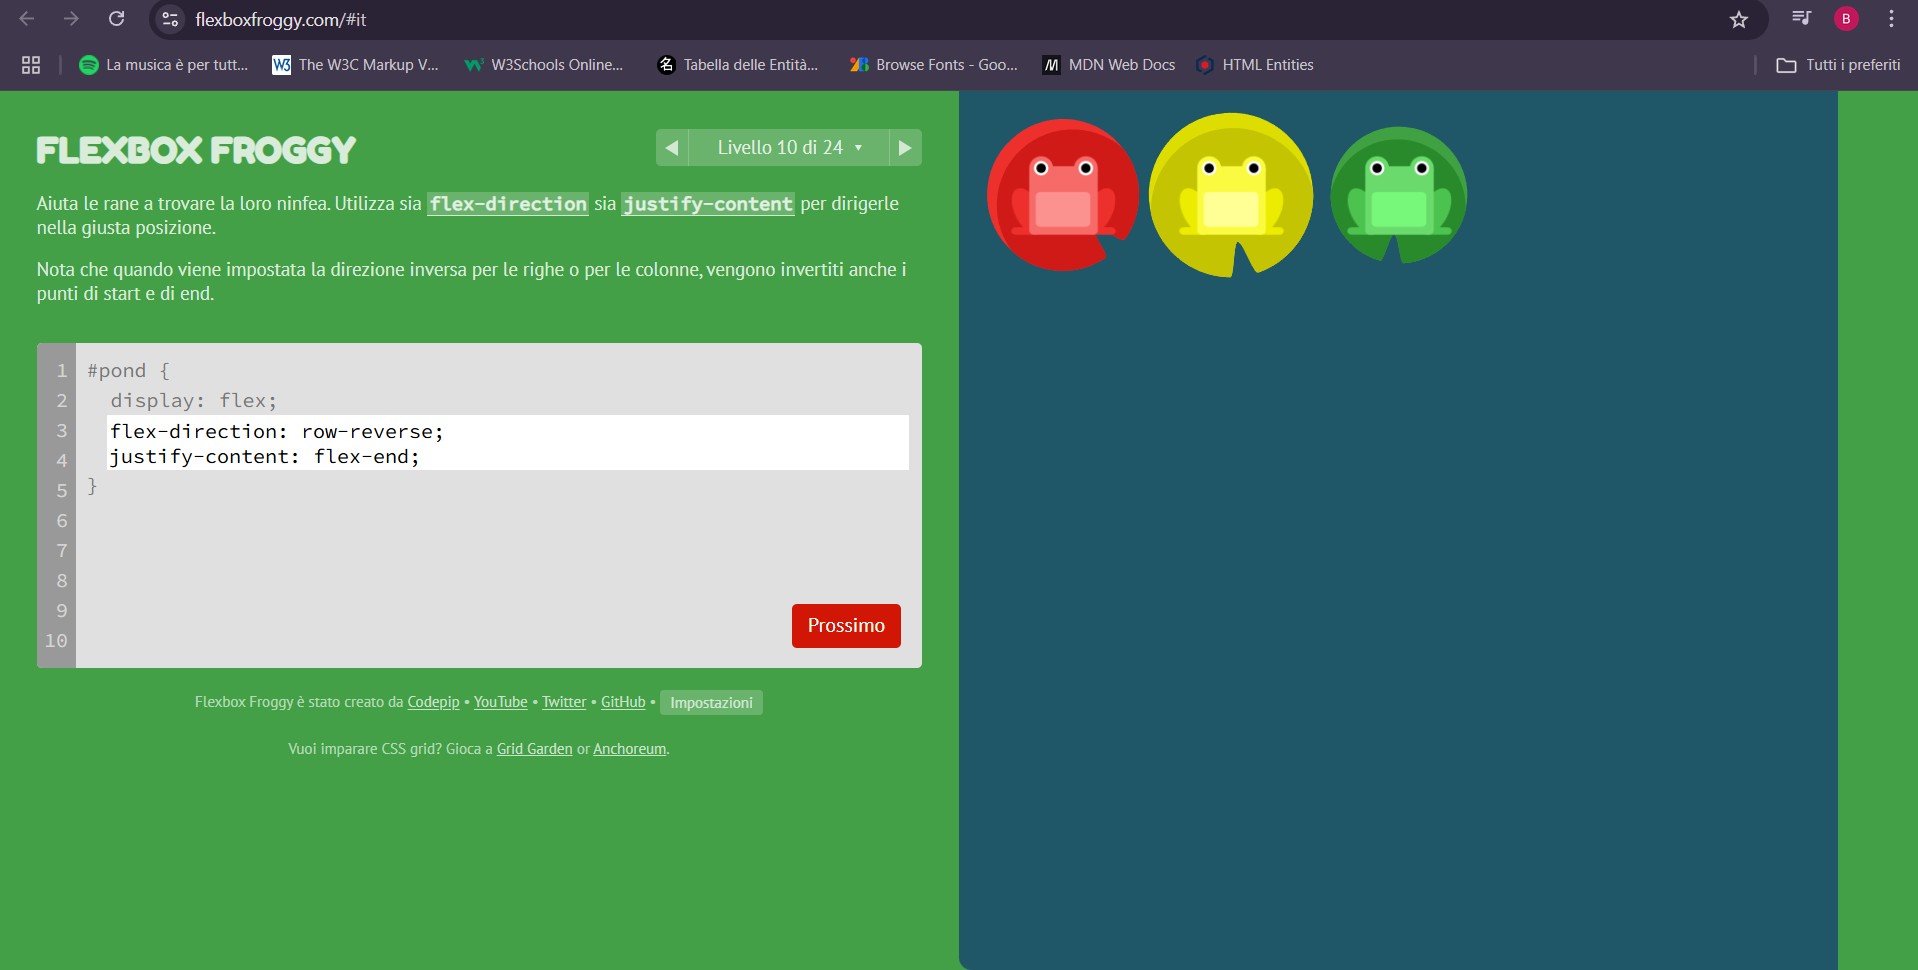 flexboxfroggy.com/#it
B
La musica è per tutt...
The W3C Markup V...
W3Schools Online...
Tabella delle Entità...
Browse Fonts - Goo...
MDN Web Docs
HTML Entities
Tutti i preferiti
FLEXBOX FROGGY
Livello 10 di 24
Aiuta le rane a trovare la loro ninfea. Utilizza sia flex-direction sia justify-content per dirigerle
nella giusta posizione.
Nota che quando viene impostata la direzione inversa per le righe o per le colonne, vengono invertiti anche i
punti di start e di end.
1 #pond {
2 display: flex;
3 flex-direction: row-reverse;
4 justify-content: flex-end;
5 }
6
7
8
9
10
Prossimo
Flexbox Froggy è stato creato da Codepip • YouTube • Twitter • GitHub • Impostazioni
Vuoi imparare CSS grid? Gioca a Grid Garden or Anchoreum.